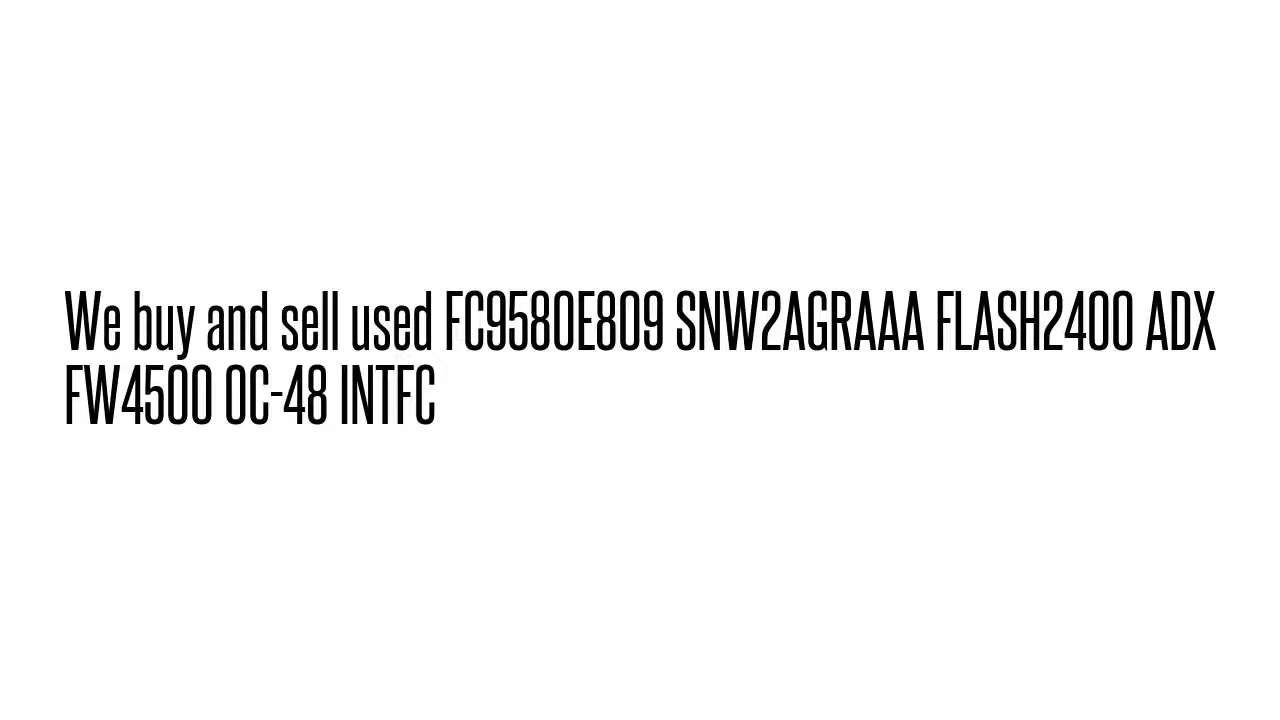 We buy and sell used FC9580E809 SNW2AGRAAA FLASH2400 ADX
FW4500 OC-48 INTFC